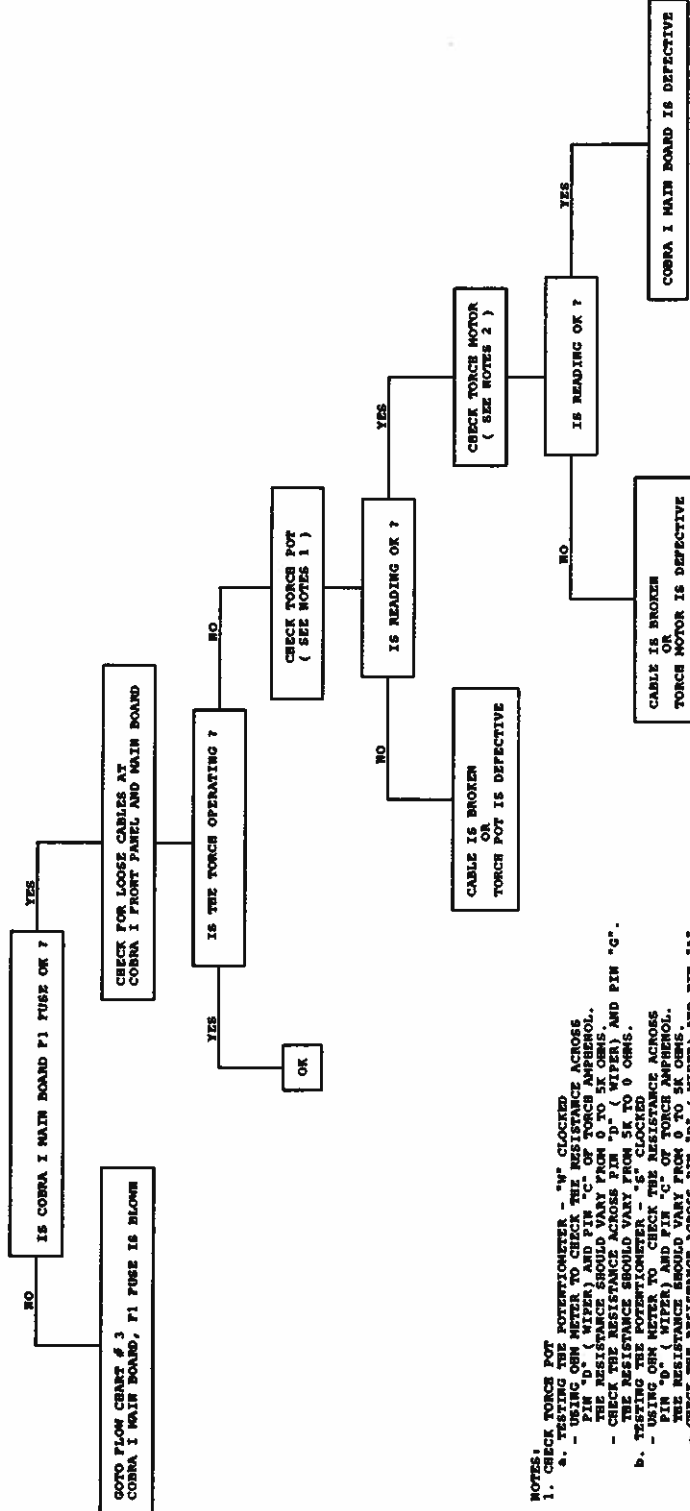 IS COBRA I MAIN BOARD F1 FUSE OK ?
NO
YES
GOTO FLOW CHART # 3
COBRA I MAIN BOARD, F1 FUSE IS BLOWN
CHECK FOR LOOSE CABLES AT
COBRA I FRONT PANEL AND MAIN BOARD
IS THE TORCH OPERATING ?
YES
NO
OK
CHECK TORCH POT
( SEE NOTES 1 )
IS READING OK ?
NO
YES
CABLE IS BROKEN
OR
TORCH POT IS DEFECTIVE
CHECK TORCH MOTOR
( SEE NOTES 2 )
IS READING OK ?
NO
YES
CABLE IS BROKEN
OR
TORCH MOTOR IS DEFECTIVE
COBRA I MAIN BOARD IS DEFECTIVE
NOTES:
1. CHECK TORCH POT
a. TESTING THE POTENTIOMETER - "W" CLOCKED
- USING OHM METER TO CHECK THE RESISTANCE ACROSS
PIN "D" ( WIPER) AND PIN "C" OF TORCH AMPHENOL.
THE RESISTANCE SHOULD VARY FROM 0 TO 5K OHMS.
- CHECK THE RESISTANCE ACROSS PIN "D" ( WIPER) AND PIN "G".
THE RESISTANCE SHOULD VARY FROM 5K TO 0 OHMS.
b. TESTING THE POTENTIOMETER - "S" CLOCKED
- USING OHM METER TO CHECK THE RESISTANCE ACROSS
PIN "D" ( WIPER) AND PIN "C" OF TORCH AMPHENOL.
THE RESISTANCE SHOULD VARY FROM 0 TO 5K OHMS.
- CHECK THE RESISTANCE ACROSS PIN "D" ( WIPER) AND PIN